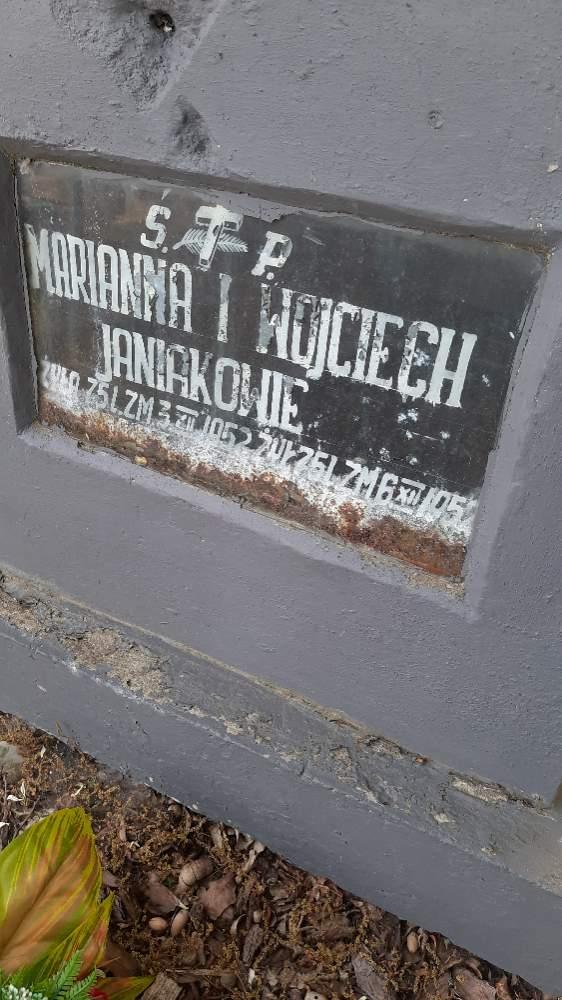 Ś. P.
MARIANNA I WOJCIECH
JANIAKOWIE
ŻYŁA 75 L. ZM 3 XII 1952 ŻYŁ 75 L. ZM 6 XII 195